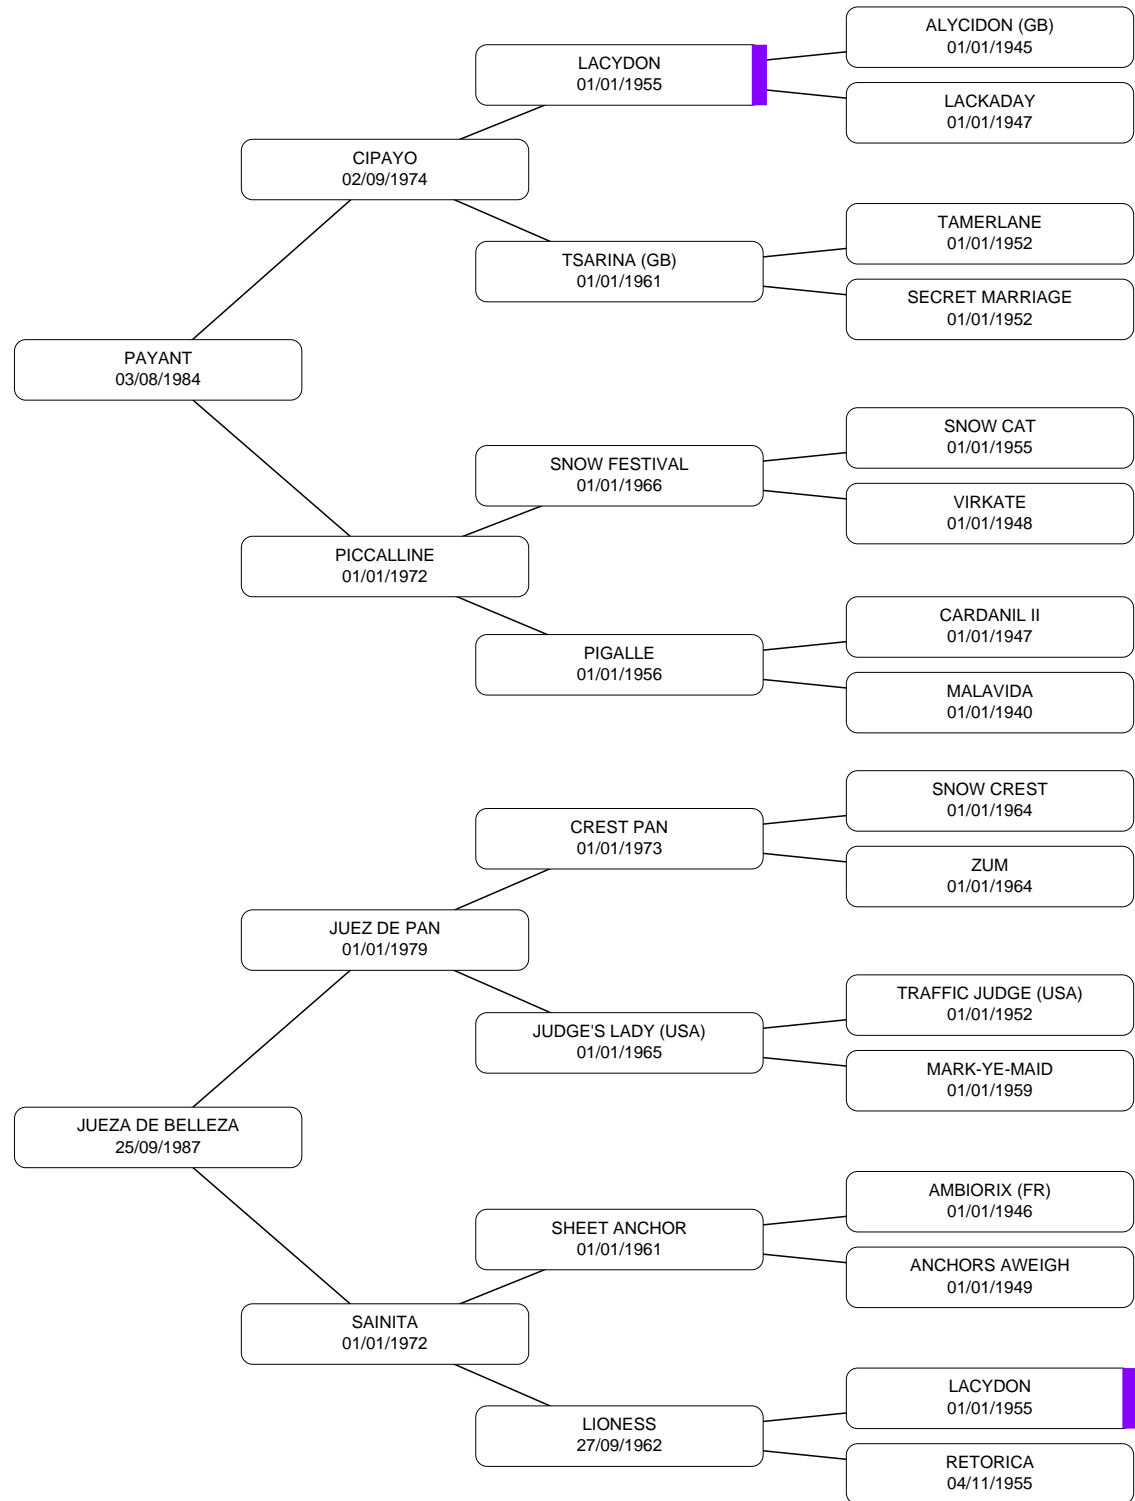 ALYCIDON (GB)
01/01/1945
LACYDON
01/01/1955
LACKADAY
01/01/1947
CIPAYO
02/09/1974
TAMERLANE
01/01/1952
TSARINA (GB)
01/01/1961
SECRET MARRIAGE
01/01/1952
PAYANT
03/08/1984
SNOW CAT
01/01/1955
SNOW FESTIVAL
01/01/1966
VIRKATE
01/01/1948
PICCALLINE
01/01/1972
CARDANIL II
01/01/1947
PIGALLE
01/01/1956
MALAVIDA
01/01/1940
SNOW CREST
01/01/1964
CREST PAN
01/01/1973
ZUM
01/01/1964
JUEZ DE PAN
01/01/1979
TRAFFIC JUDGE (USA)
01/01/1952
JUDGE'S LADY (USA)
01/01/1965
MARK-YE-MAID
01/01/1959
JUEZA DE BELLEZA
25/09/1987
AMBIORIX (FR)
01/01/1946
SHEET ANCHOR
01/01/1961
ANCHORS AWEIGH
01/01/1949
SAINITA
01/01/1972
LACYDON
01/01/1955
LIONESS
27/09/1962
RETORICA
04/11/1955